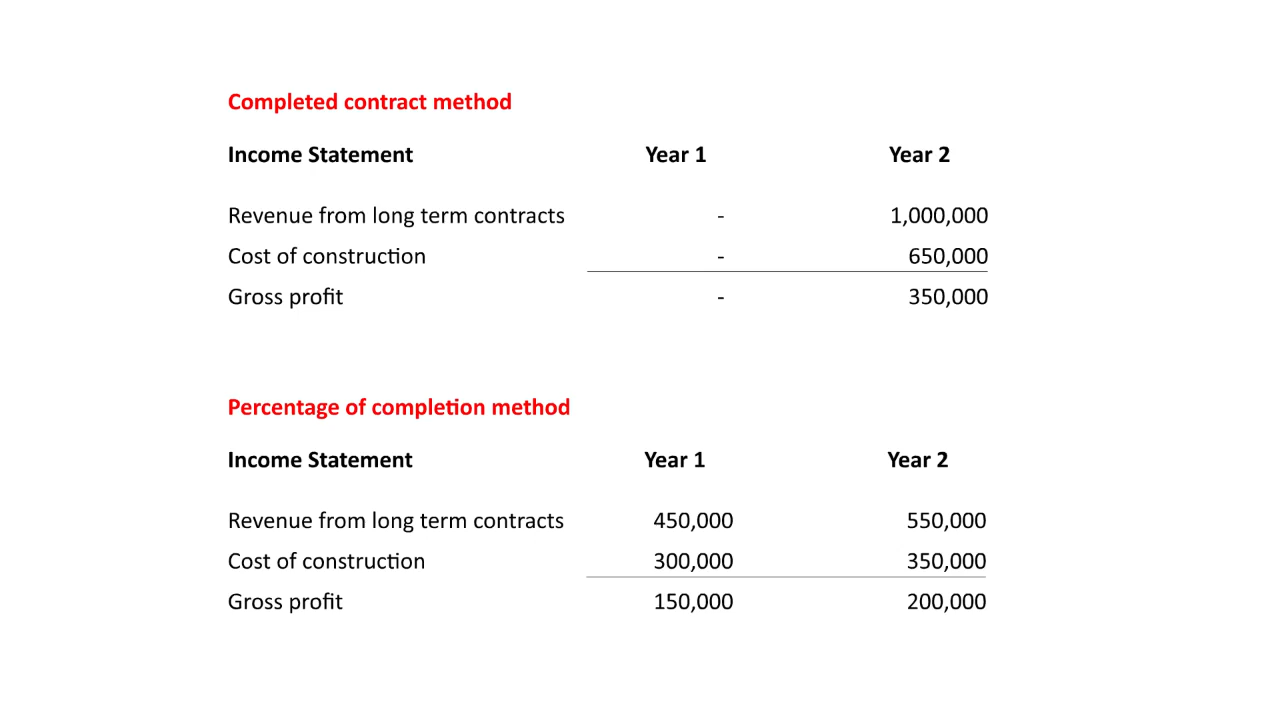 Completed contract method
Income Statement Year 1 Year 2
Revenue from long term contracts - 1,000,000
Cost of construction - 650,000
Gross profit - 350,000
Percentage of completion method
Income Statement Year 1 Year 2
Revenue from long term contracts 450,000 550,000
Cost of construction 300,000 350,000
Gross profit 150,000 200,000